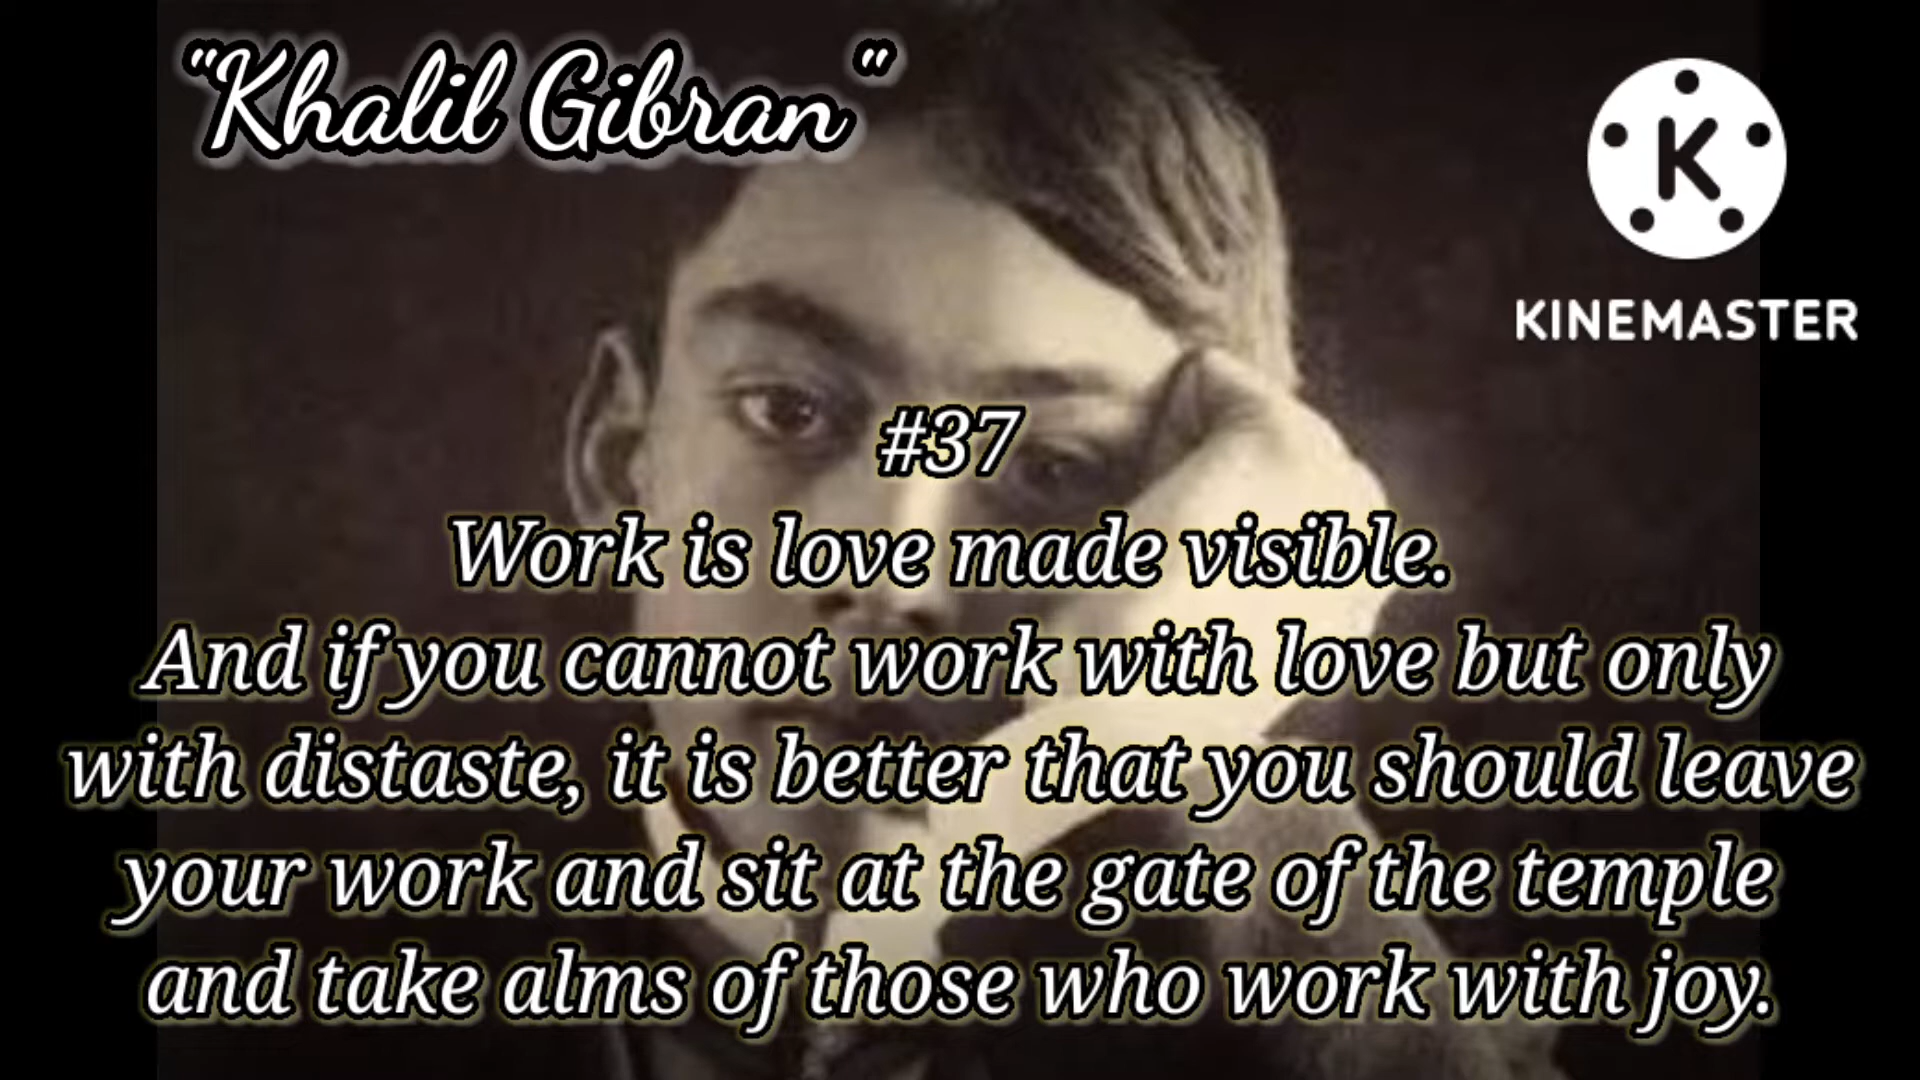 "Khalil Gibran"
K
KINEMASTER
#37
Work is love made visible.
And if you cannot work with love but only
with distaste, it is better that you should leave
your work and sit at the gate of the temple
and take alms of those who work with joy.